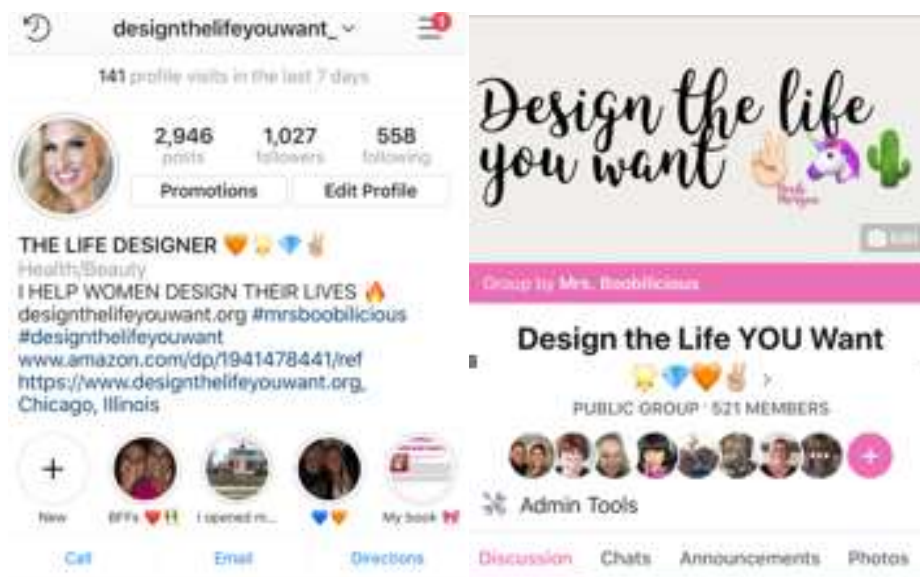 designthelifeyouwant_
1
141 profile visits in the last 7 days
2,946 1,027 558
posts followers following
Promotions Edit Profile
THE LIFE DESIGNER 🧡 🌟 💎 ✌🏼
Health/Beauty
I HELP WOMEN DESIGN THEIR LIVES 🔥
designthelifeyouwant.org #mrsboobilicious
#designthelifeyouwant
www.amazon.com/dp/1941478441/ref
https://www.designthelifeyouwant.org,
Chicago, Illinois
New BFFs ❤️👯 I opened m... 💙🧡 My book 🎀
Call Email Directions
Design the life
you want ✌🏻🦄🌵
Group by Mrs. Boobilicious
Design the Life YOU Want
🌟💎🧡✌🏼 >
PUBLIC GROUP · 521 MEMBERS
Admin Tools
Discussion Chats Announcements Photos